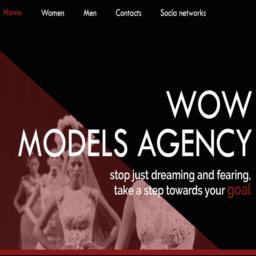 Home Women Men Contacts Socia networks
WOW
MODELS AGENCY
stop just dreaming and fearing,
take a step towards your goal